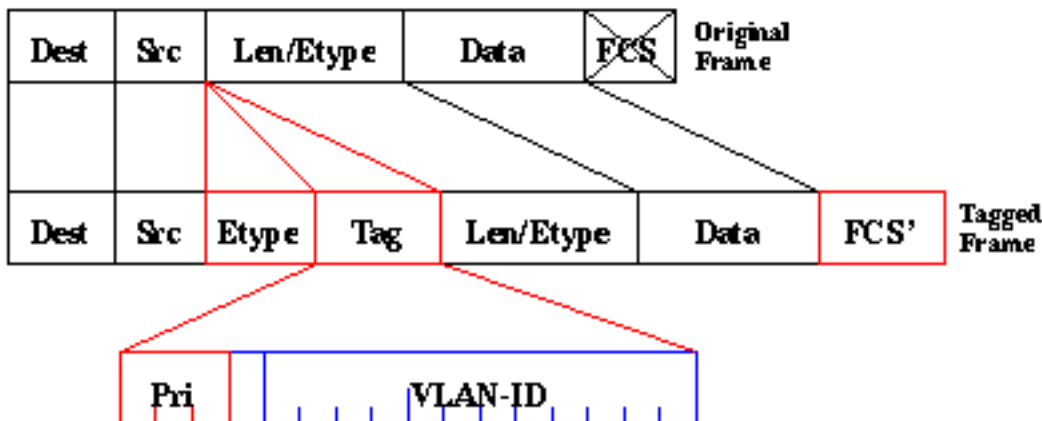 Dest Src Len/Etype Data FCS Original
Frame
Dest Src Etype Tag Len/Etype Data FCS’ Tagged
Frame
Pri VLAN-ID